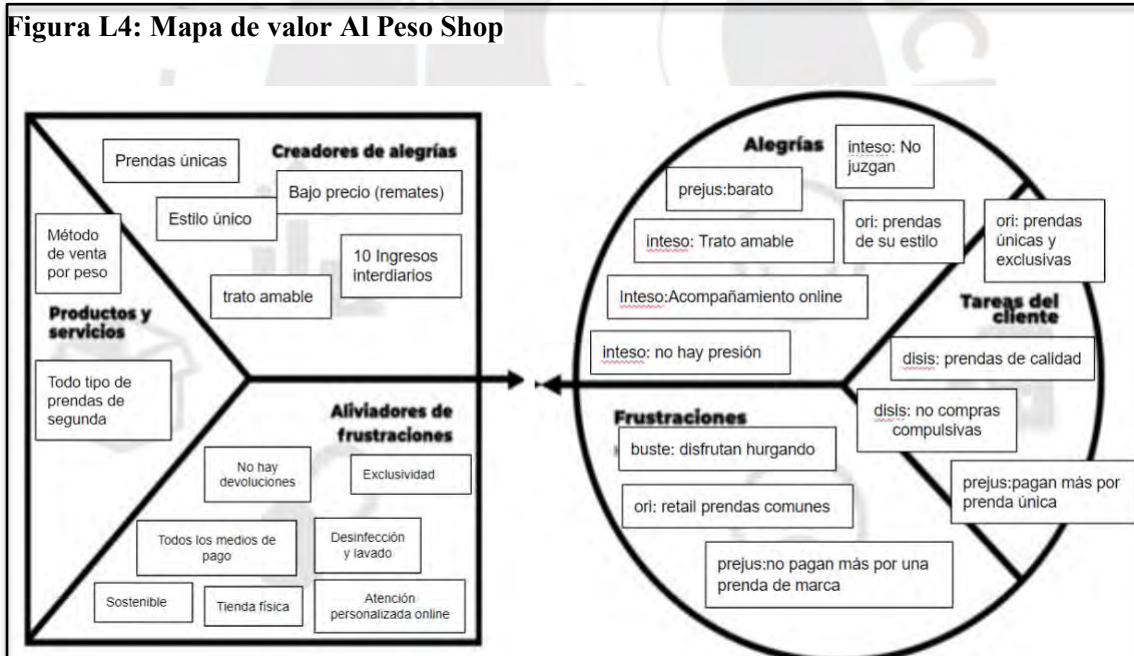 Figura L4: Mapa de valor Al Peso Shop
Prendas únicas
Creadores de alegrías
Bajo precio (remates)
Estilo único
Método
de venta
por peso
10 Ingresos
interdiarios
trato amable
Productos y
servicios
Todo tipo de
prendas de
segunda
Aliviadores de
frustraciones
No hay
devoluciones
Exclusividad
Todos los medios de
pago
Desinfección
y lavado
Sostenible
Tienda física
Atención
personalizada online
Alegrías
inteso: No
juzgan
prejus:barato
inteso: Trato amable
ori: prendas
de su estilo
ori: prendas
únicas y
exclusivas
Inteso:Acompañamiento online
Tareas del
cliente
inteso: no hay presión
disis: prendas de calidad
disis: no compras
compulsivas
Frustraciones
buste: disfrutan hurgando
prejus:pagan más por
prenda única
ori: retail prendas comunes
prejus:no pagan más por una
prenda de marca